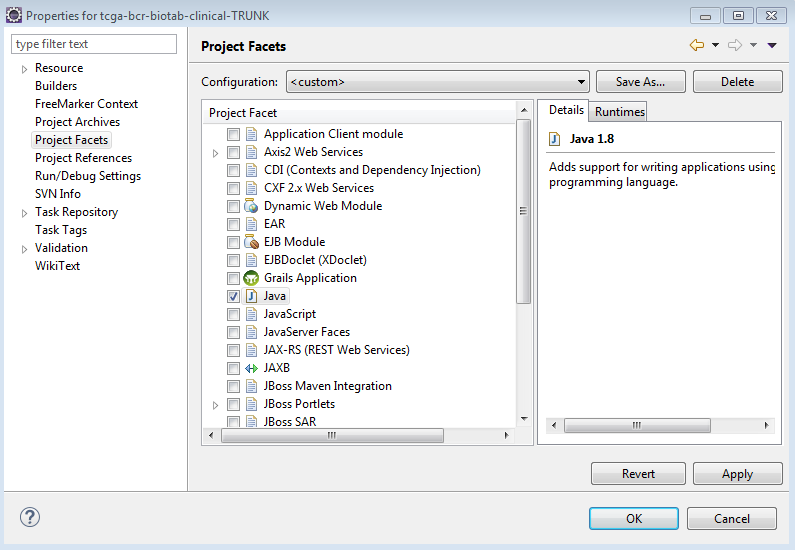 Properties for tcga-bcr-biotab-clinical-TRUNK
type filter text
Resource
Builders
FreeMarker Context
Project Archives
Project Facets
Project References
Run/Debug Settings
SVN Info
Task Repository
Task Tags
Validation
WikiText
Project Facets
Configuration: <custom> Save As... Delete
Project Facet
Application Client module
Axis2 Web Services
CDI (Contexts and Dependency Injection)
CXF 2.x Web Services
Dynamic Web Module
EAR
EJB Module
EJBDoclet (XDoclet)
Grails Application
Java
JavaScript
JavaServer Faces
JAX-RS (REST Web Services)
JAXB
JBoss Maven Integration
JBoss Portlets
JBoss SAR
Details Runtimes
Java 1.8
Adds support for writing applications using
programming language.
Revert Apply
OK Cancel